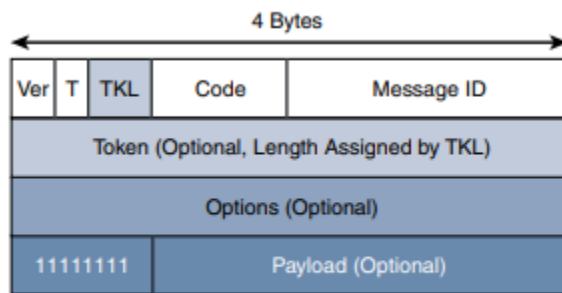 4 Bytes
Ver T TKL Code Message ID
Token (Optional, Length Assigned by TKL)
Options (Optional)
11111111 Payload (Optional)